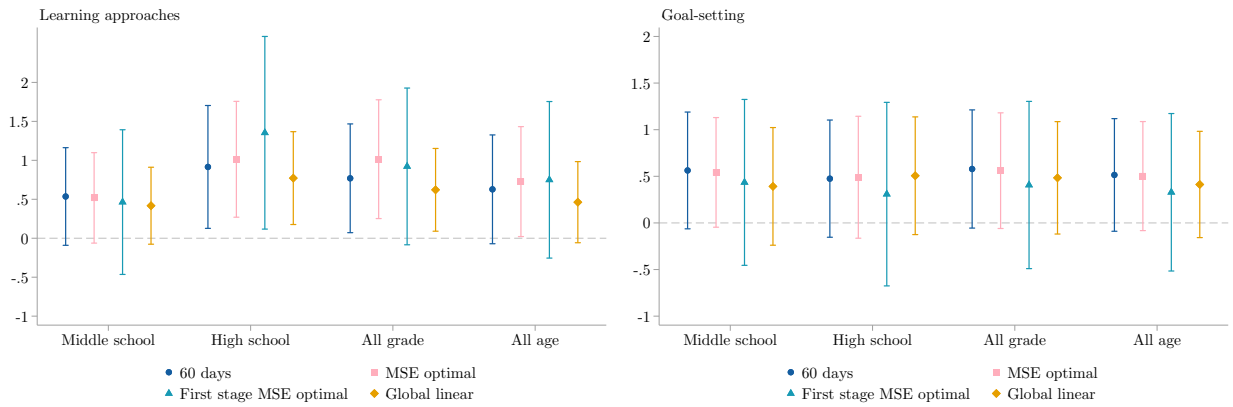 Learning approaches
2
1.5
1
.5
0
-.5
-1
Middle school High school All grade All age
60 days MSE optimal
First stage MSE optimal Global linear
Goal-setting
2
1.5
1
.5
0
-.5
-1
Middle school High school All grade All age
60 days MSE optimal
First stage MSE optimal Global linear